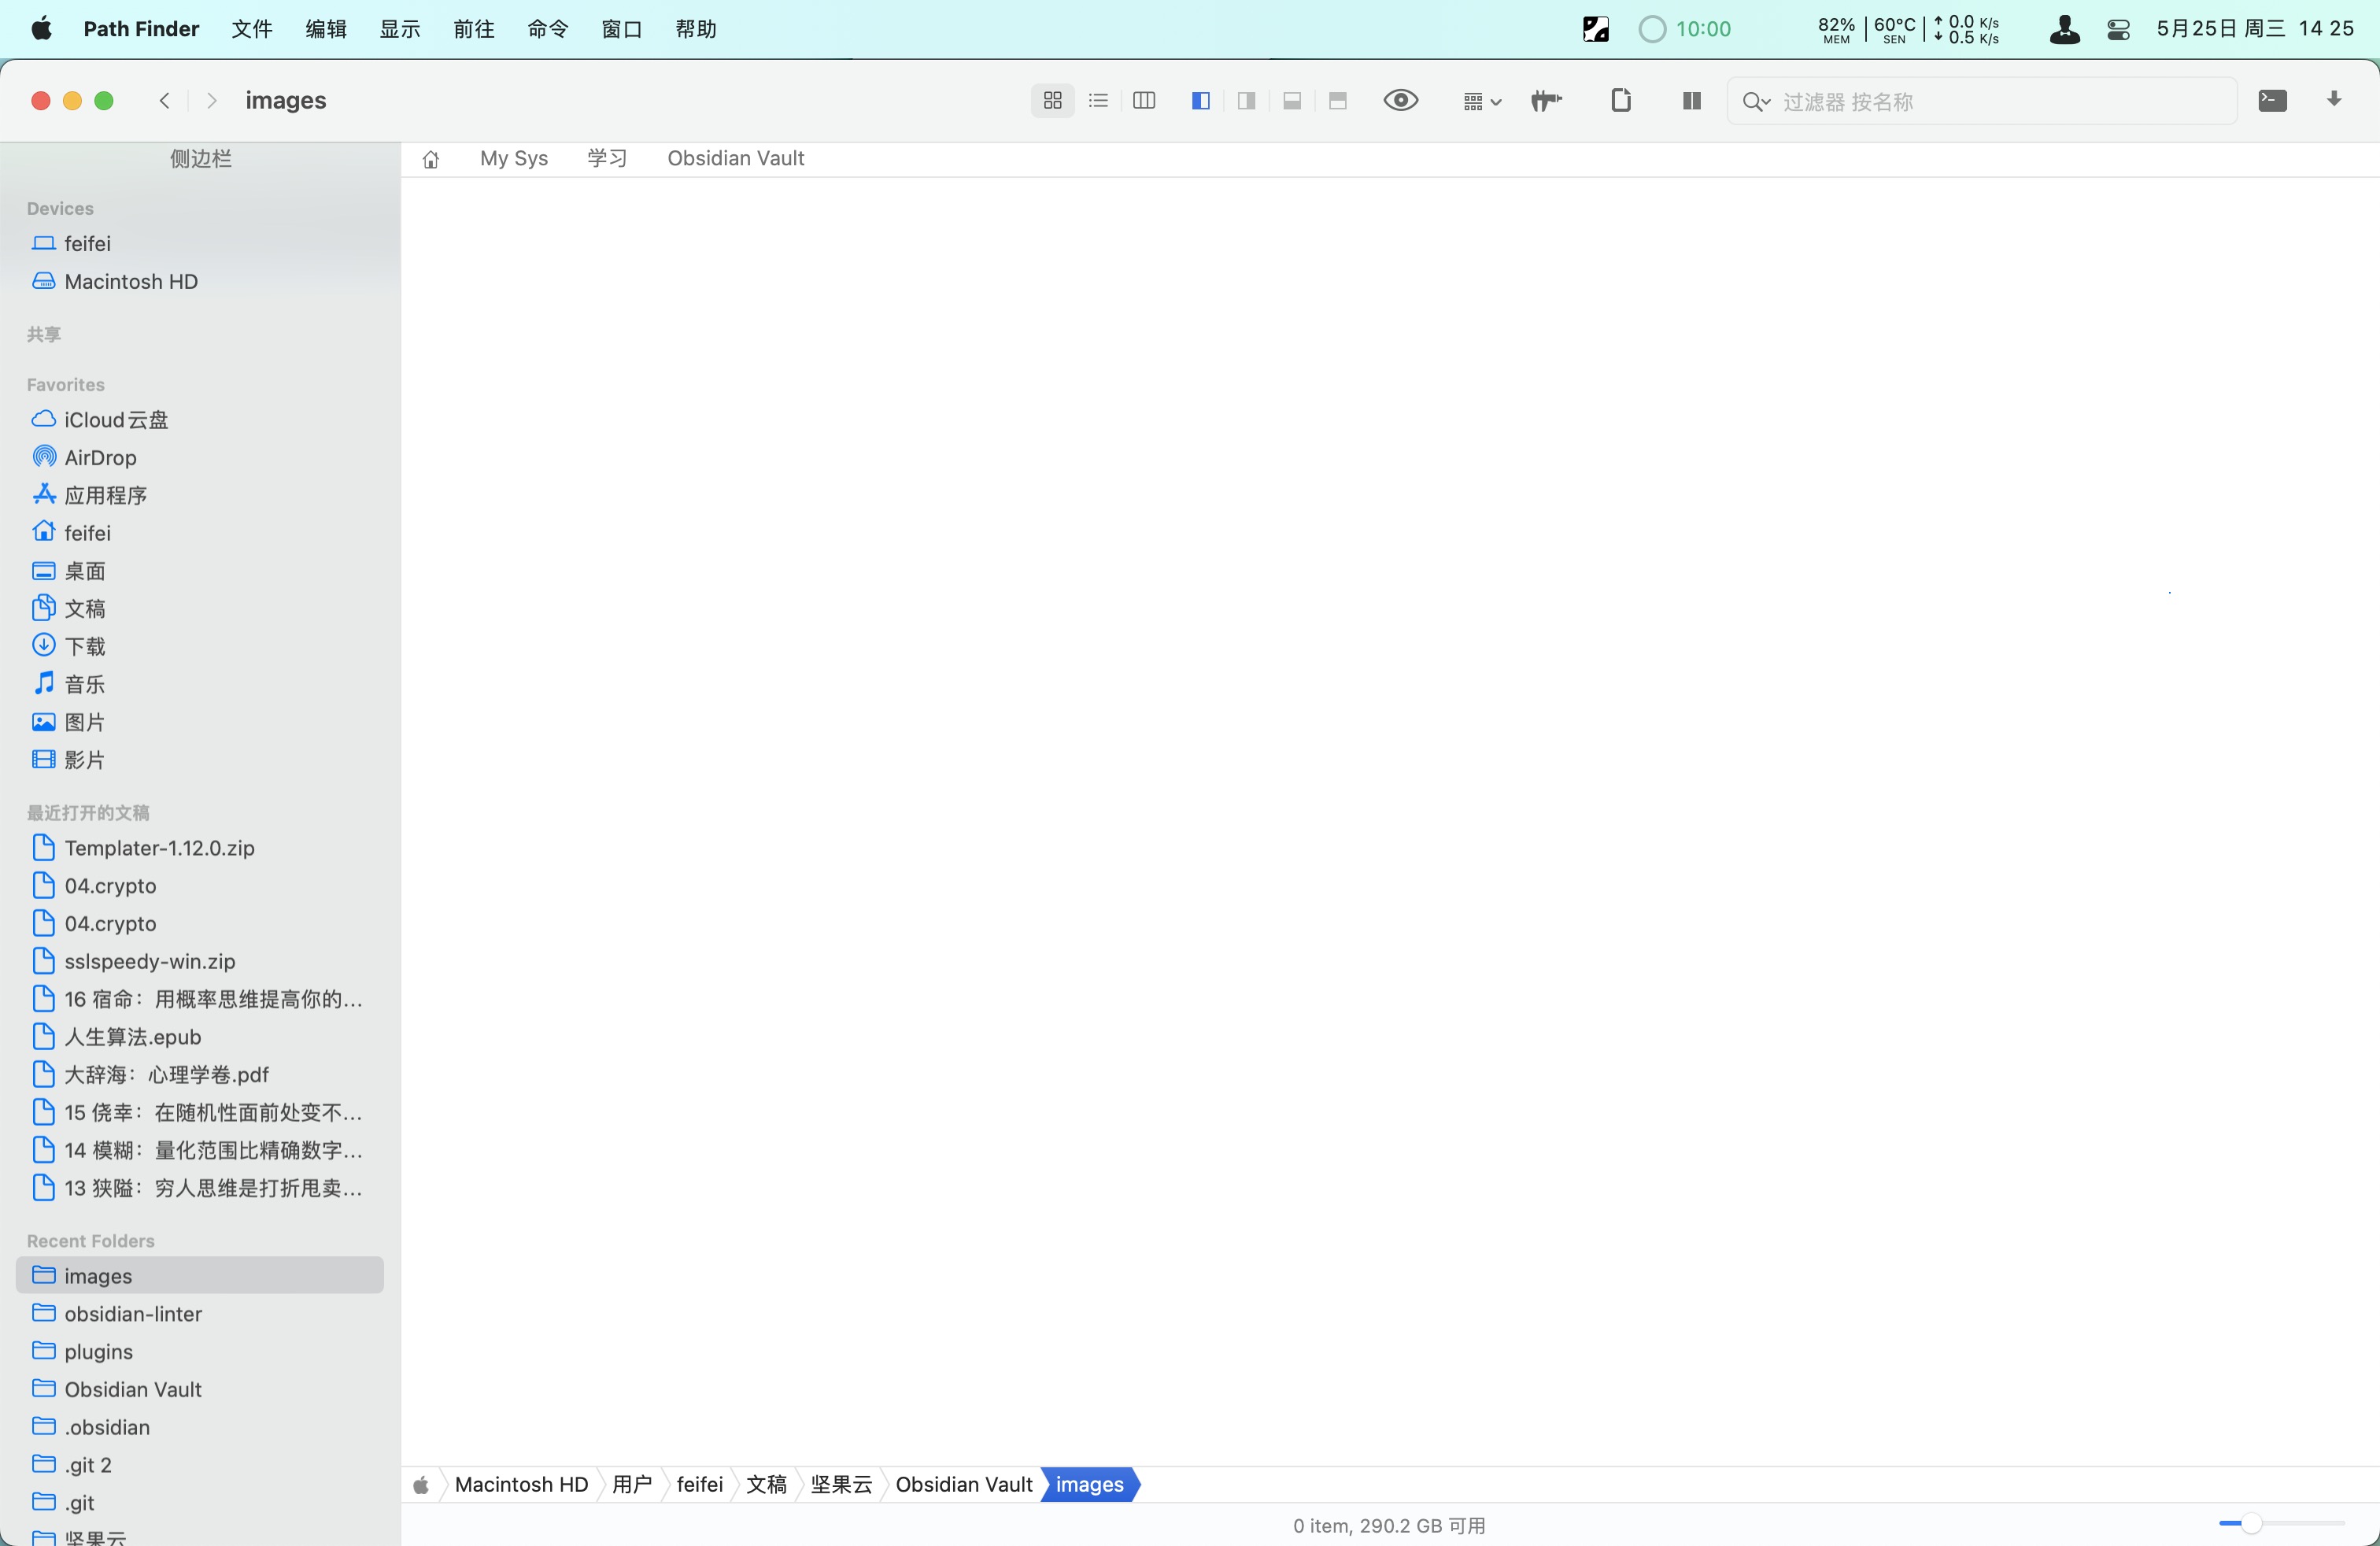 Path Finder 文件 编辑 显示 前往 命令 窗口 帮助 10:00 82% MEM 60°C SEN 0.0 K/s 0.5 K/s 5月25日 周三 14 25
images 过滤器 按名称
侧边栏
My Sys 学习 Obsidian Vault
Devices
feifei
Macintosh HD
共享
Favorites
iCloud云盘
AirDrop
应用程序
feifei
桌面
文稿
下载
音乐
图片
影片
最近打开的文稿
Templater-1.12.0.zip
04.crypto
04.crypto
sslspeedy-win.zip
16 宿命：用概率思维提高你的…
人生算法.epub
大辞海：心理学卷.pdf
15 侥幸：在随机性面前处变不…
14 模糊：量化范围比精确数字…
13 狭隘：穷人思维是打折甩卖…
Recent Folders
images
obsidian-linter
plugins
Obsidian Vault
.obsidian
.git 2
.git
坚果云
Macintosh HD 用户 feifei 文稿 坚果云 Obsidian Vault images
0 item, 290.2 GB 可用